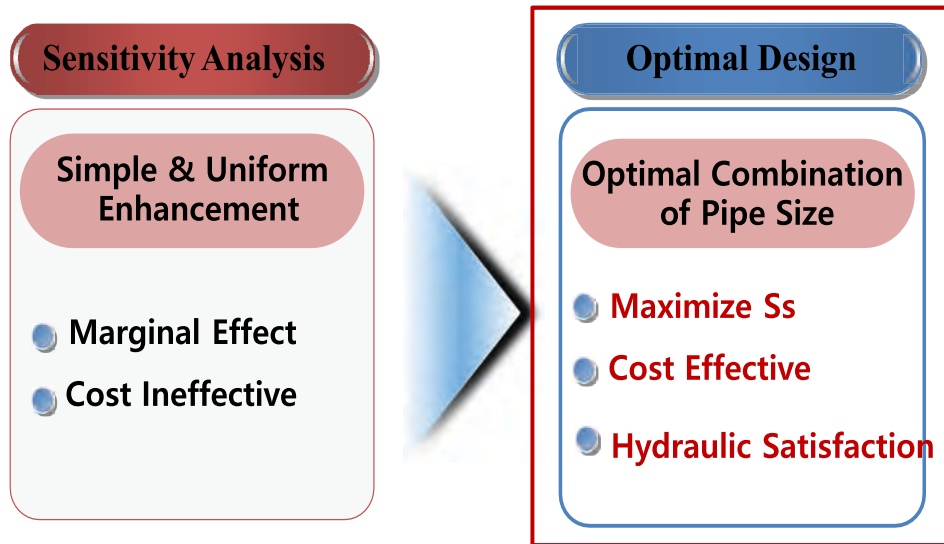 Sensitivity Analysis
Simple & Uniform
Enhancement
Marginal Effect
Cost Ineffective
Optimal Design
Optimal Combination
of Pipe Size
Maximize Ss
Cost Effective
Hydraulic Satisfaction